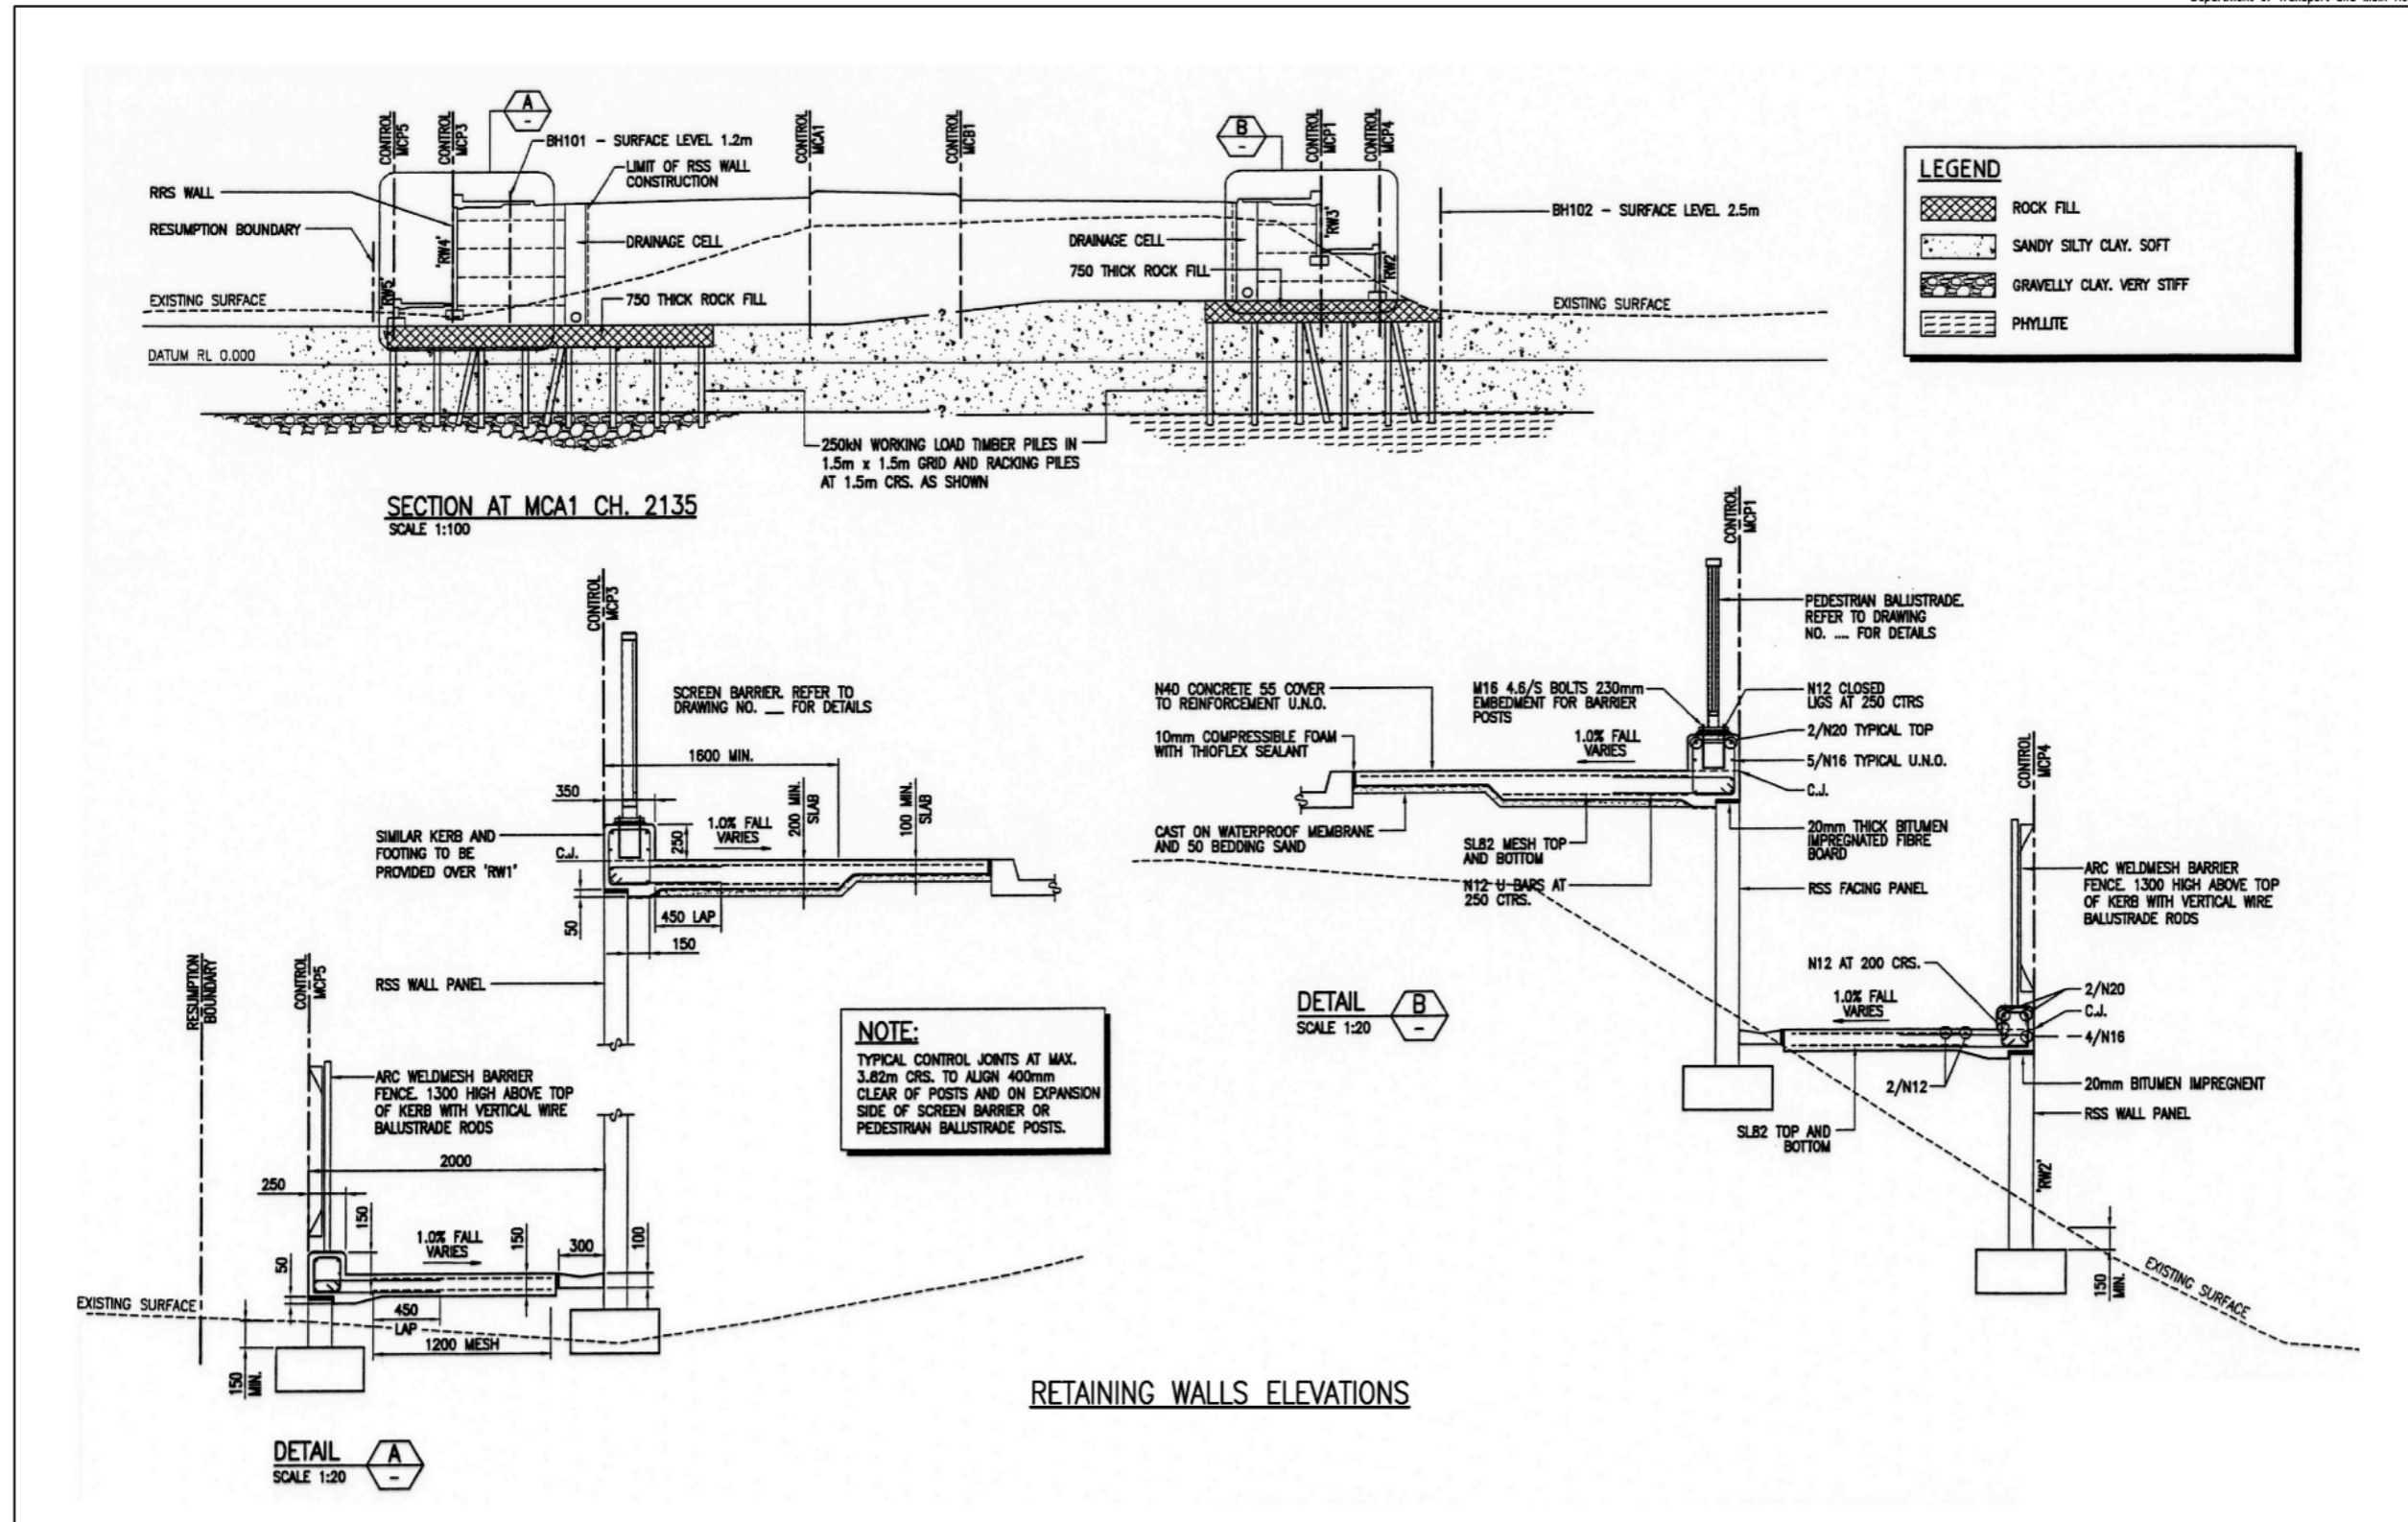 CONTROL
MCP5
CONTROL
MCP3
A
-
BH101 - SURFACE LEVEL 1.2m
LIMIT OF RSS WALL
CONSTRUCTION
CONTROL
MCA1
CONTROL
MCB1
B
-
CONTROL
MCP1
CONTROL
MCP4
RRS WALL
RESUMPTION BOUNDARY
'RW4'
'RW5'
DRAINAGE CELL
EXISTING SURFACE
750 THICK ROCK FILL
DATUM RL 0.000
DRAINAGE CELL
750 THICK ROCK FILL
'RW3'
'RW2'
BH102 - SURFACE LEVEL 2.5m
EXISTING SURFACE
?
?
250kN WORKING LOAD TIMBER PILES IN
1.5m x 1.5m GRID AND RACKING PILES
AT 1.5m CRS. AS SHOWN
SECTION AT MCA1 CH. 2135
SCALE 1:100
LEGEND
ROCK FILL
SANDY SILTY CLAY. SOFT
GRAVELLY CLAY. VERY STIFF
PHYLLITE
CONTROL
MCP3
SCREEN BARRIER. REFER TO
DRAWING NO. __ FOR DETAILS
1600 MIN.
350
1.0% FALL
VARIES
250
200 MIN.
SLAB
100 MIN.
SLAB
SIMILAR KERB AND
FOOTING TO BE
PROVIDED OVER 'RW1'
C.J.
50
450 LAP
150
RSS WALL PANEL
RESUMPTION
BOUNDARY
CONTROL
MCP5
ARC WELDMESH BARRIER
FENCE. 1300 HIGH ABOVE TOP
OF KERB WITH VERTICAL WIRE
BALUSTRADE RODS
2000
250
150
1.0% FALL
VARIES
150
300
100
50
EXISTING SURFACE
450
LAP
1200 MESH
150
MIN.
DETAIL
SCALE 1:20
A
-
NOTE:
TYPICAL CONTROL JOINTS AT MAX.
3.82m CRS. TO ALIGN 400mm
CLEAR OF POSTS AND ON EXPANSION
SIDE OF SCREEN BARRIER OR
PEDESTRIAN BALUSTRADE POSTS.
CONTROL
MCP1
PEDESTRIAN BALUSTRADE.
REFER TO DRAWING
NO. .... FOR DETAILS
N40 CONCRETE 55 COVER
TO REINFORCEMENT U.N.O.
M16 4.6/S BOLTS 230mm
EMBEDMENT FOR BARRIER
POSTS
N12 CLOSED
LIGS AT 250 CTRS
10mm COMPRESSIBLE FOAM
WITH THIOFLEX SEALANT
1.0% FALL
VARIES
2/N20 TYPICAL TOP
5/N16 TYPICAL U.N.O.
C.J.
CAST ON WATERPROOF MEMBRANE
AND 50 BEDDING SAND
SL82 MESH TOP
AND BOTTOM
20mm THICK BITUMEN
IMPREGNATED FIBRE
BOARD
N12 U-BARS AT
250 CTRS.
RSS FACING PANEL
CONTROL
MCP4
ARC WELDMESH BARRIER
FENCE. 1300 HIGH ABOVE TOP
OF KERB WITH VERTICAL WIRE
BALUSTRADE RODS
N12 AT 200 CRS.
1.0% FALL
VARIES
2/N20
C.J.
4/N16
2/N12
20mm BITUMEN IMPREGNENT
RSS WALL PANEL
SL82 TOP AND
BOTTOM
'RW2'
150
MIN.
EXISTING SURFACE
DETAIL
SCALE 1:20
B
-
RETAINING WALLS ELEVATIONS